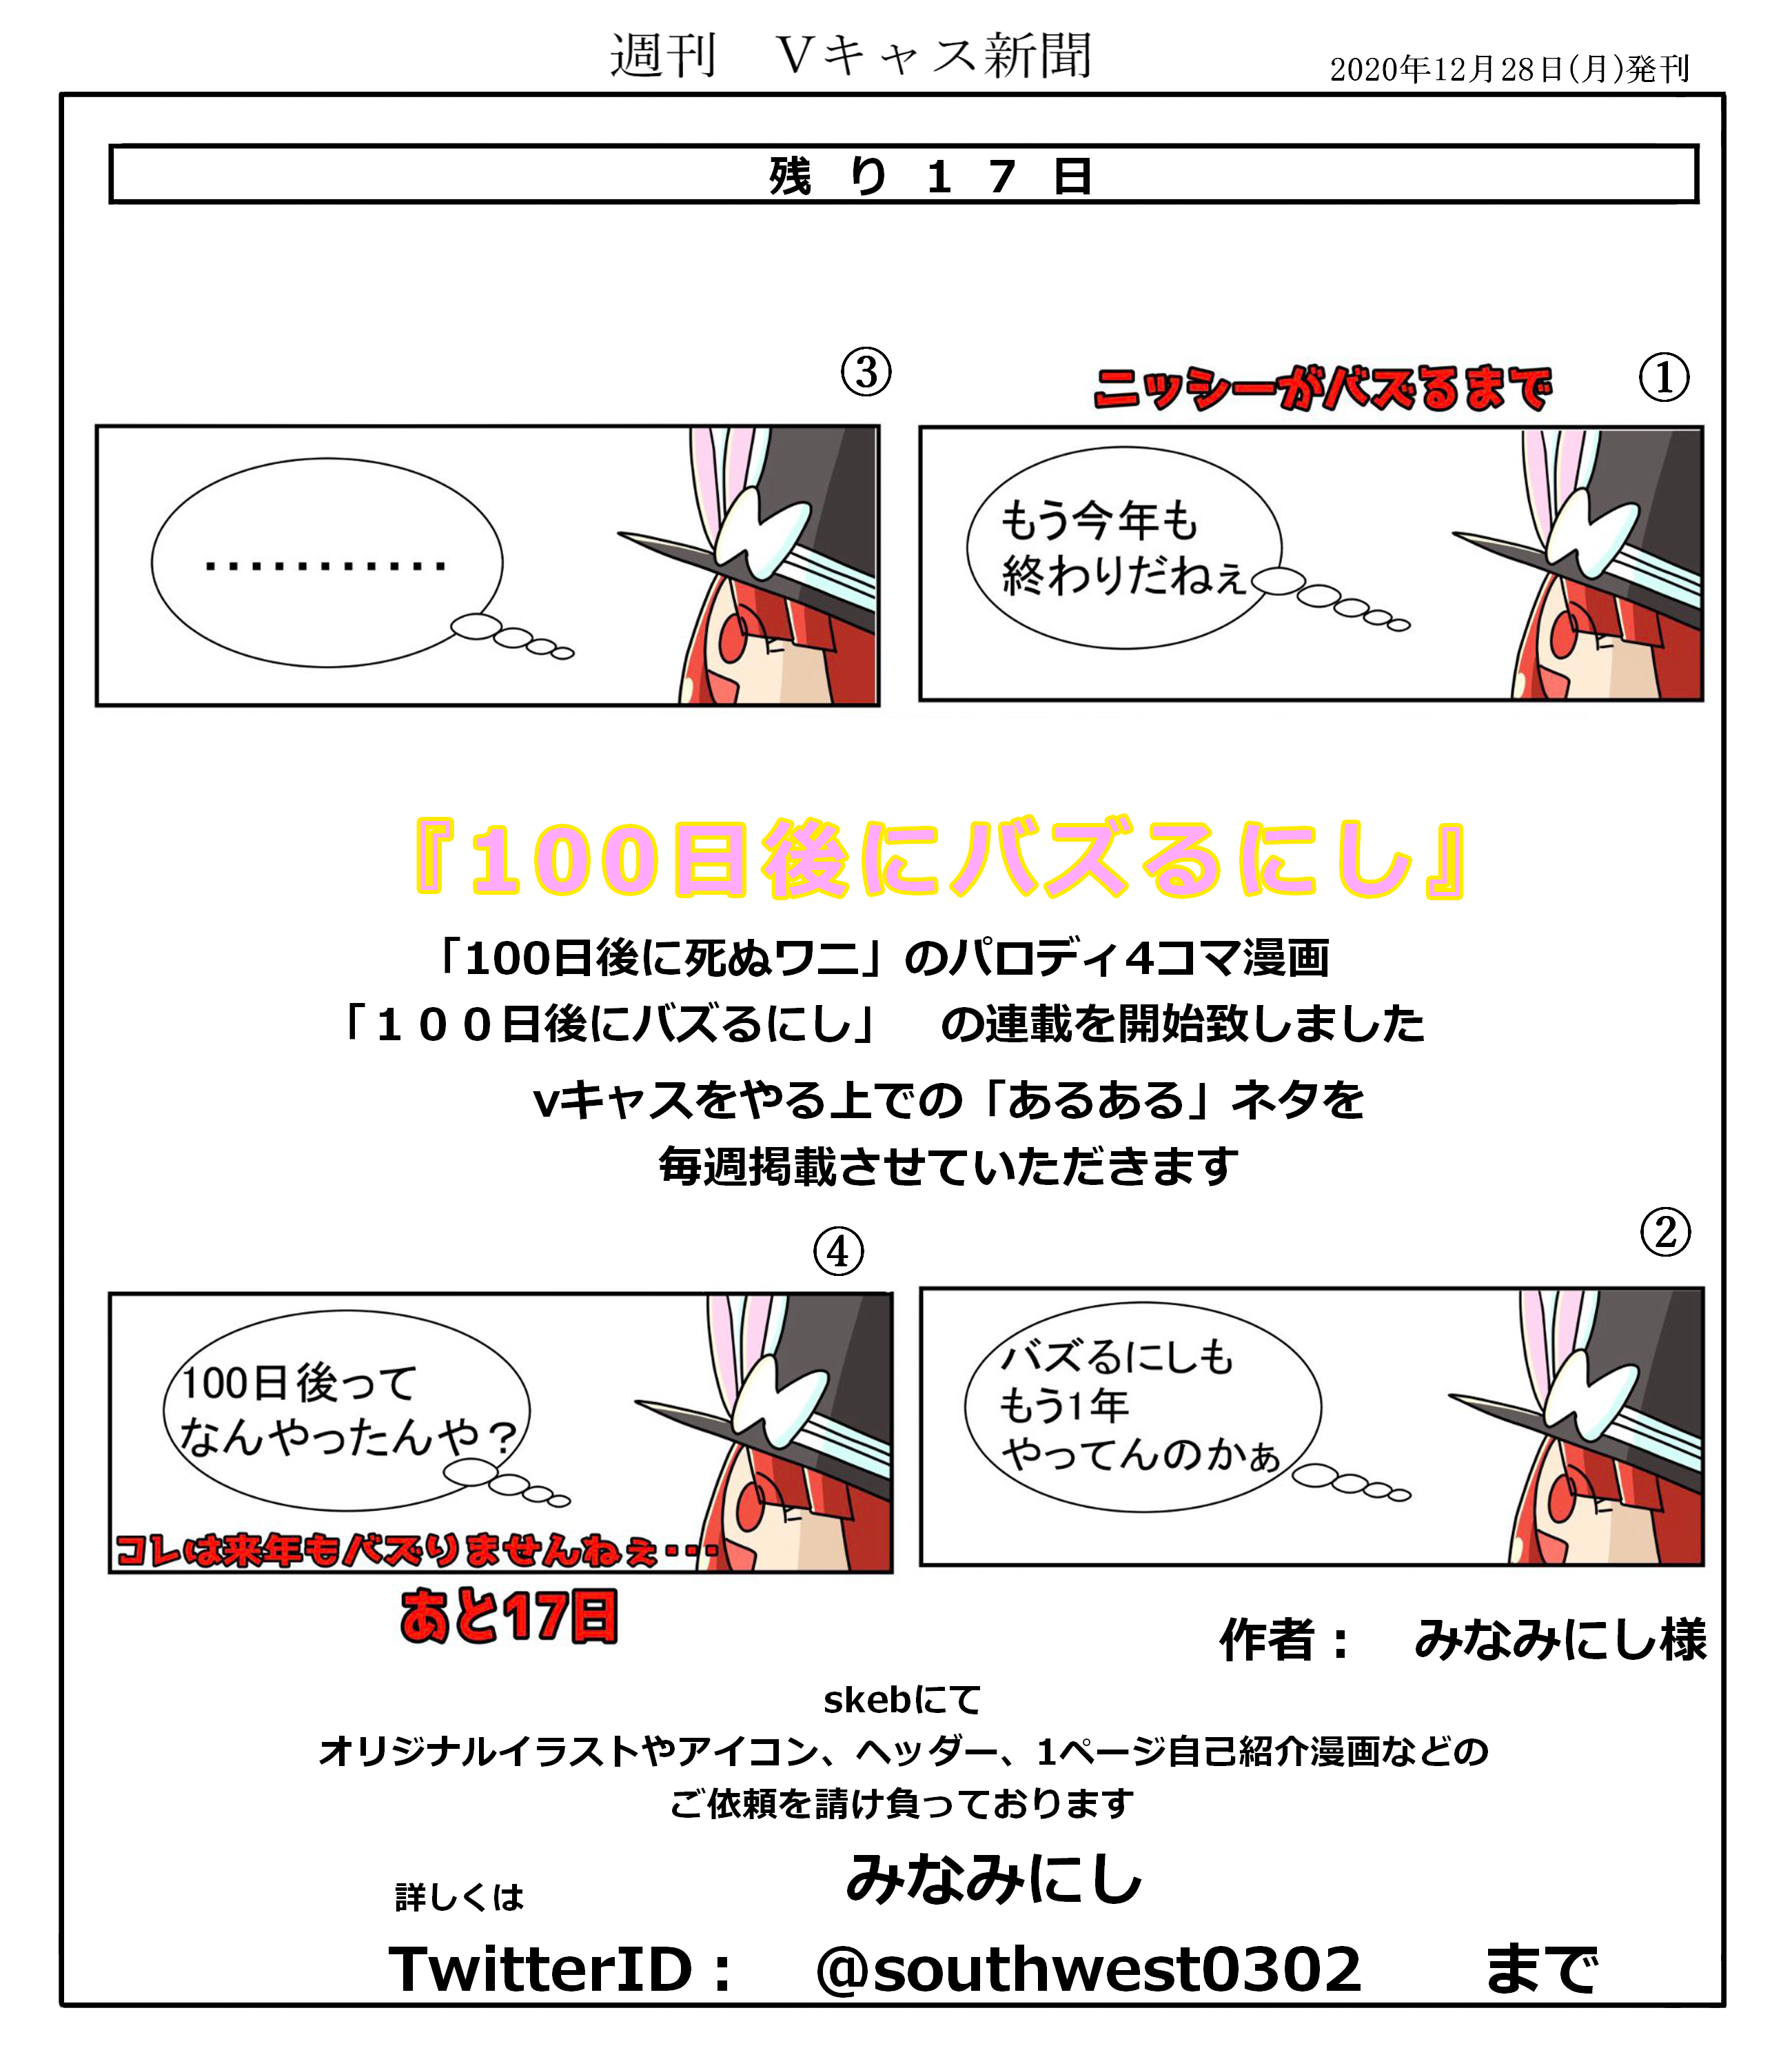 週刊　Vキャス新聞
2020年12月28日(月)発刊
残り17日
①
ニッシーがバズるまで
もう今年も
終わりだねぇ
②
バズるにしも
もう1年
やってんのかぁ
③
・・・・・・・・・・・
④
100日後って
なんやったんや？
コレは来年もバズりませんねぇ・・・
あと17日
『100日後にバズるにし』
「100日後に死ぬワニ」のパロディ4コマ漫画
「１００日後にバズるにし」　の連載を開始致しました
vキャスをやる上での「あるある」ネタを
毎週掲載させていただきます
作者：　みなみにし様
skebにて
オリジナルイラストやアイコン、ヘッダー、1ページ自己紹介漫画などの
ご依頼を請け負っております
みなみにし
詳しくは
TwitterID：　@southwest0302　　まで